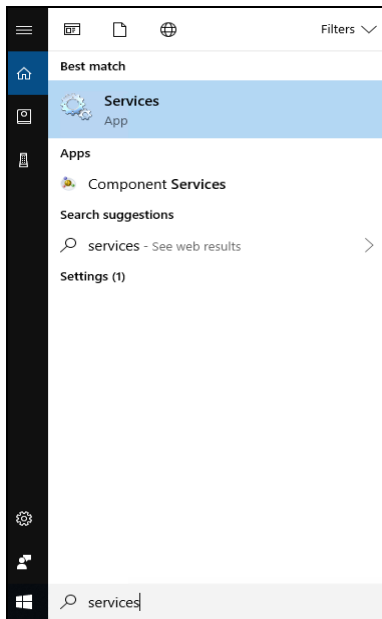 Filters
Best match
Services
App
Apps
Component Services
Search suggestions
services - See web results
Settings (1)
services